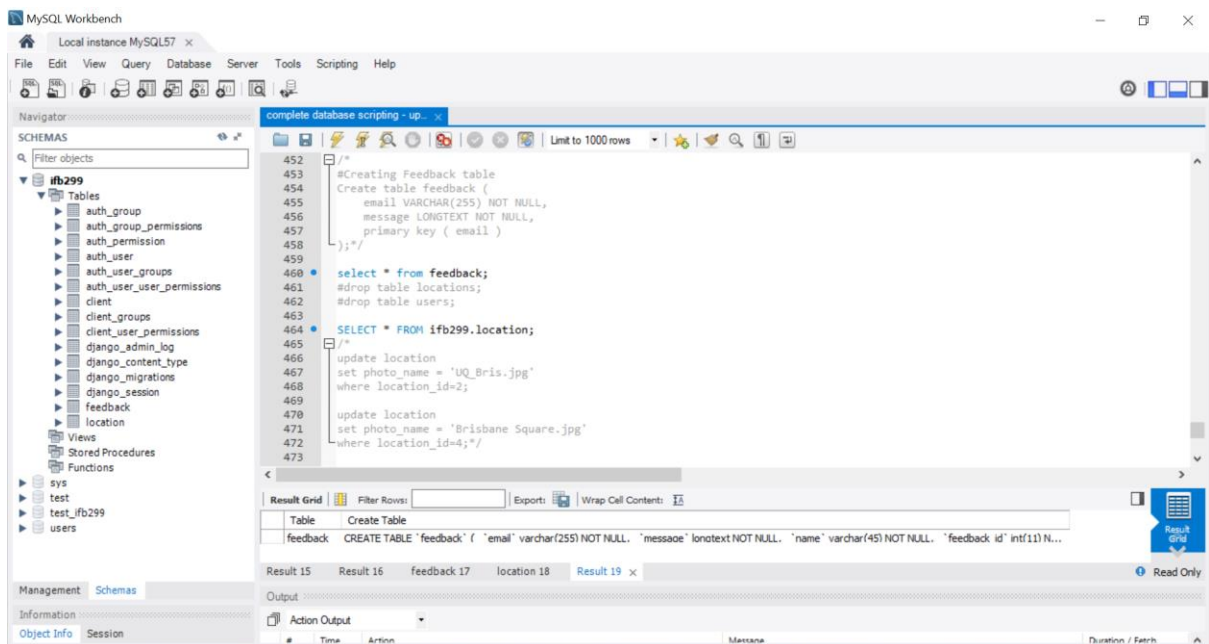 MySQL Workbench
Local instance MySQL57
File Edit View Query Database Server Tools Scripting Help
Navigator
SCHEMAS
Filter objects
ifb299
Tables
auth_group
auth_group_permissions
auth_permission
auth_user
auth_user_groups
auth_user_user_permissions
client
client_groups
client_user_permissions
django_admin_log
django_content_type
django_migrations
django_session
feedback
location
Views
Stored Procedures
Functions
sys
test
test_ifb299
users
Management Schemas
Information
Object Info Session
complete database scripting - up...
Limit to 1000 rows
452 /*
453 #Creating Feedback table
454 Create table feedback (
455 email VARCHAR(255) NOT NULL,
456 message LONGTEXT NOT NULL,
457 primary key ( email )
458 );*/
459
460 select * from feedback;
461 #drop table locations;
462 #drop table users;
463
464 SELECT * FROM ifb299.location;
465 /*
466 update location
467 set photo_name = 'UQ_Bris.jpg'
468 where location_id=2;
469
470 update location
471 set photo_name = 'Brisbane Square.jpg'
472 where location_id=4;*/
473
Result Grid Filter Rows: Export: Wrap Cell Content:
Table Create Table
feedback CREATE TABLE `feedback` ( `email` varchar(255) NOT NULL, `message` longtext NOT NULL, `name` varchar(45) NOT NULL, `feedback_id` int(11) N...
Result Grid
Result 15 Result 16 feedback 17 location 18 Result 19 Read Only
Output
Action Output
# Time Action Message Duration / Fetch